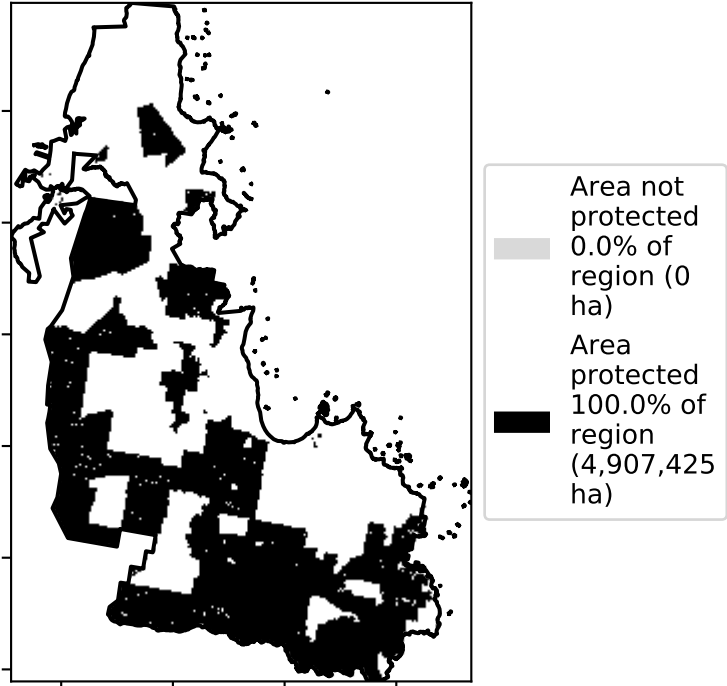 Area not
protected
0.0% of
region (0
ha)
Area
protected
100.0% of
region
(4,907,425
ha)